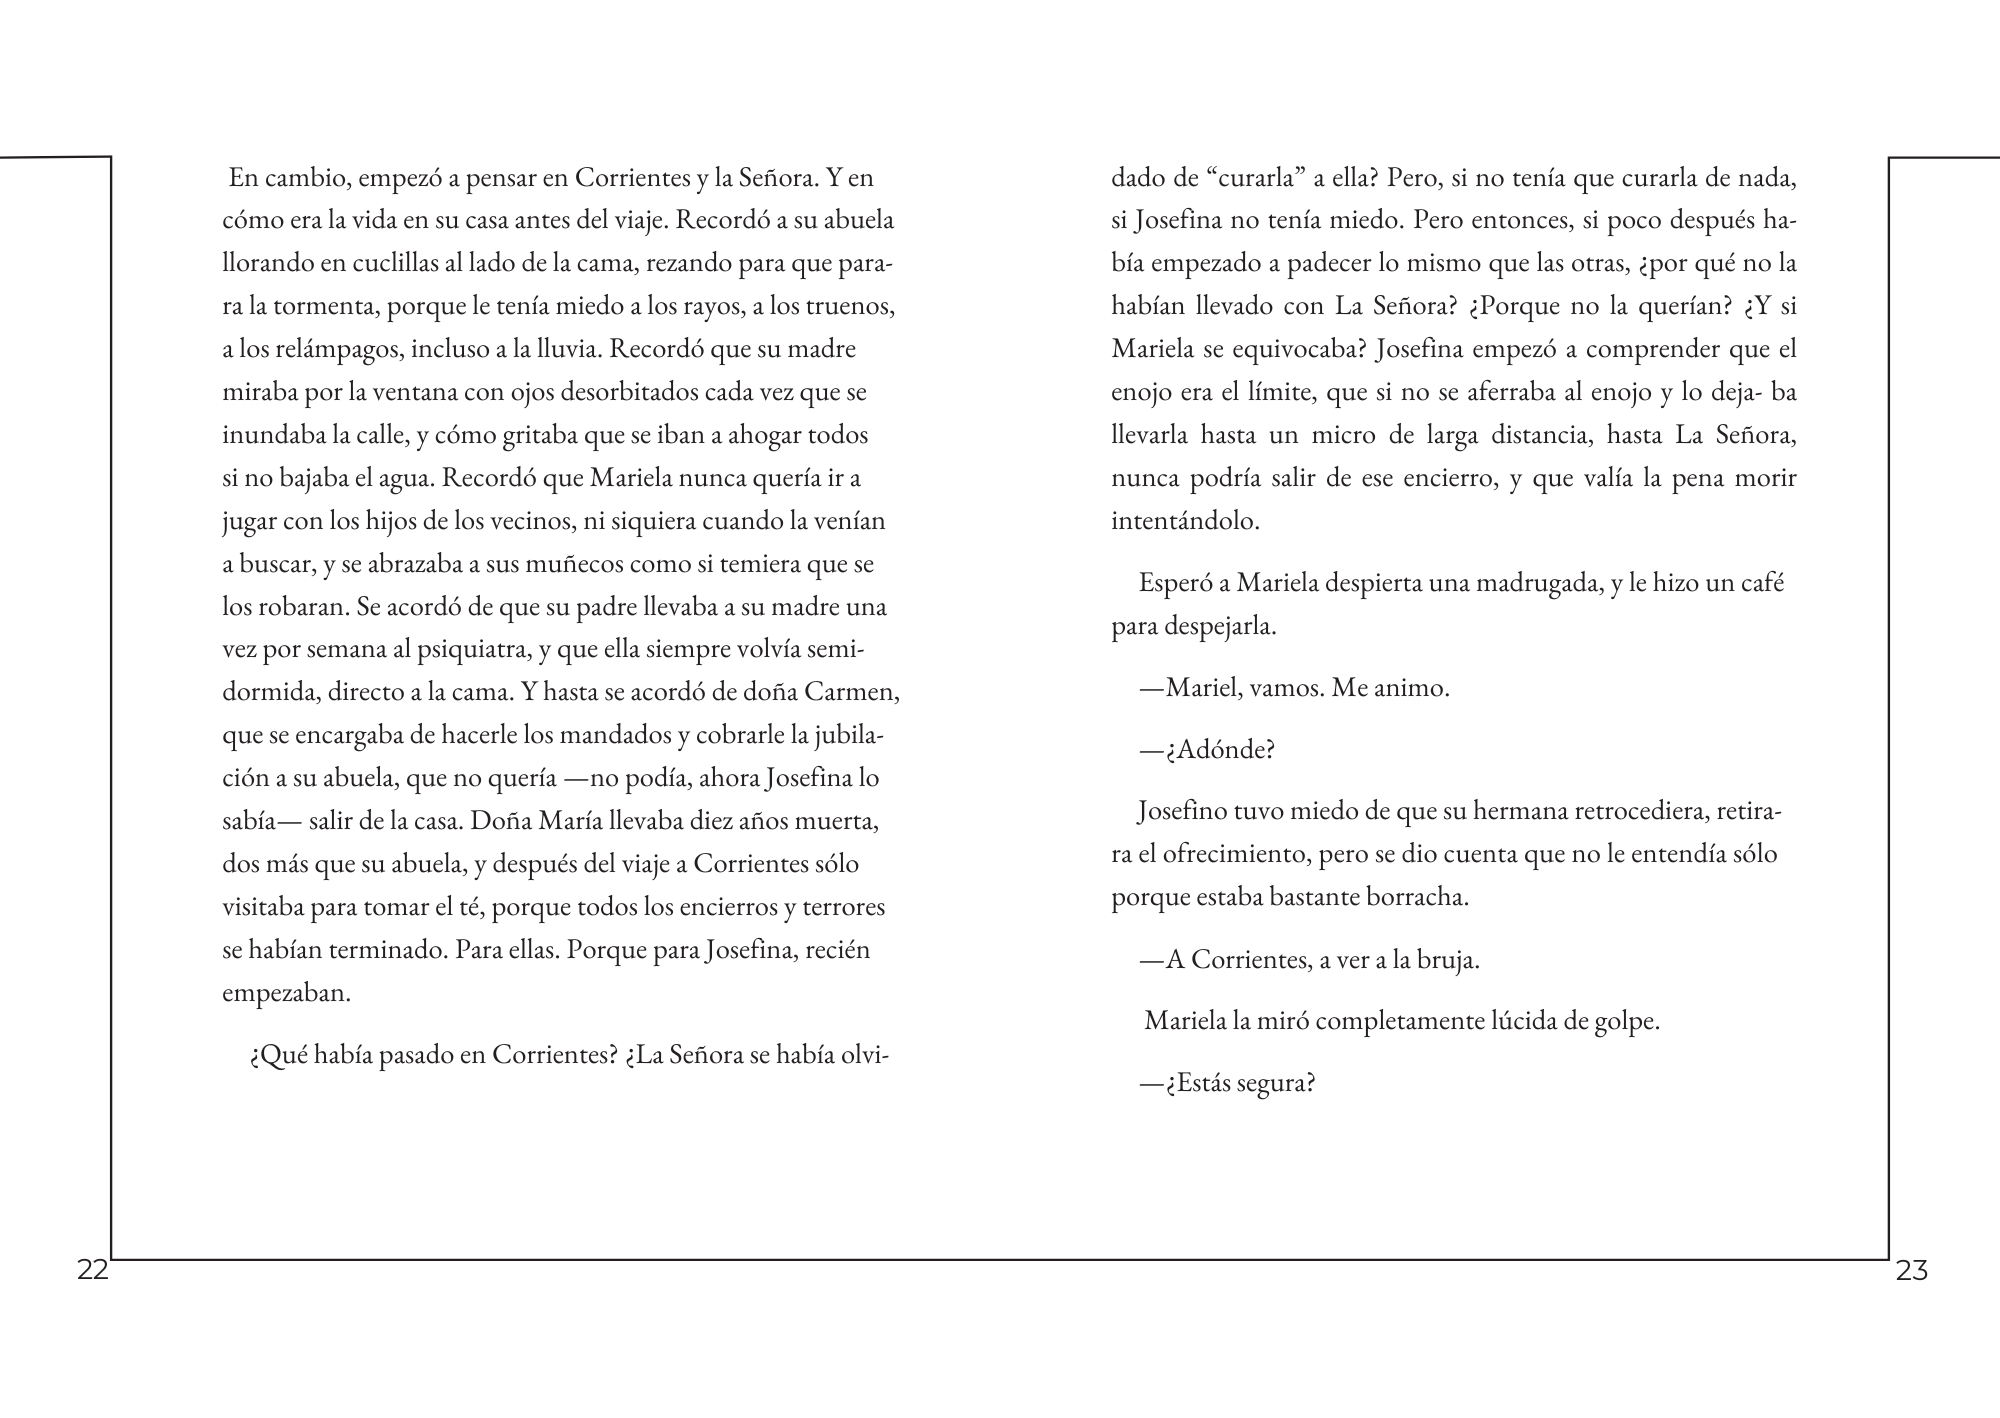 En cambio, empezó a pensar en Corrientes y la Señora. Y en
cómo era la vida en su casa antes del viaje. Recordó a su abuela
llorando en cuclillas al lado de la cama, rezando para que para-
ra la tormenta, porque le tenía miedo a los rayos, a los truenos,
a los relámpagos, incluso a la lluvia. Recordó que su madre
miraba por la ventana con ojos desorbitados cada vez que se
inundaba la calle, y cómo gritaba que se iban a ahogar todos
si no bajaba el agua. Recordó que Mariela nunca quería ir a
jugar con los hijos de los vecinos, ni siquiera cuando la venían
a buscar, y se abrazaba a sus muñecos como si temiera que se
los robaran. Se acordó de que su padre llevaba a su madre una
vez por semana al psiquiatra, y que ella siempre volvía semi-
dormida, directo a la cama. Y hasta se acordó de doña Carmen,
que se encargaba de hacerle los mandados y cobrarle la jubila-
ción a su abuela, que no quería —no podía, ahora Josefina lo
sabía— salir de la casa. Doña María llevaba diez años muerta,
dos más que su abuela, y después del viaje a Corrientes sólo
visitaba para tomar el té, porque todos los encierros y terrores
se habían terminado. Para ellas. Porque para Josefina, recién
empezaban.
¿Qué había pasado en Corrientes? ¿La Señora se había olvi-
22
dado de “curarla” a ella? Pero, si no tenía que curarla de nada,
si Josefina no tenía miedo. Pero entonces, si poco después ha-
bía empezado a padecer lo mismo que las otras, ¿por qué no la
habían llevado con La Señora? ¿Porque no la querían? ¿Y si
Mariela se equivocaba? Josefina empezó a comprender que el
enojo era el límite, que si no se aferraba al enojo y lo deja- ba
llevarla hasta un micro de larga distancia, hasta La Señora,
nunca podría salir de ese encierro, y que valía la pena morir
intentándolo.
Esperó a Mariela despierta una madrugada, y le hizo un café
para despejarla.
—Mariel, vamos. Me animo.
—¿Adónde?
Josefino tuvo miedo de que su hermana retrocediera, retira-
ra el ofrecimiento, pero se dio cuenta que no le entendía sólo
porque estaba bastante borracha.
—A Corrientes, a ver a la bruja.
Mariela la miró completamente lúcida de golpe.
—¿Estás segura?
23